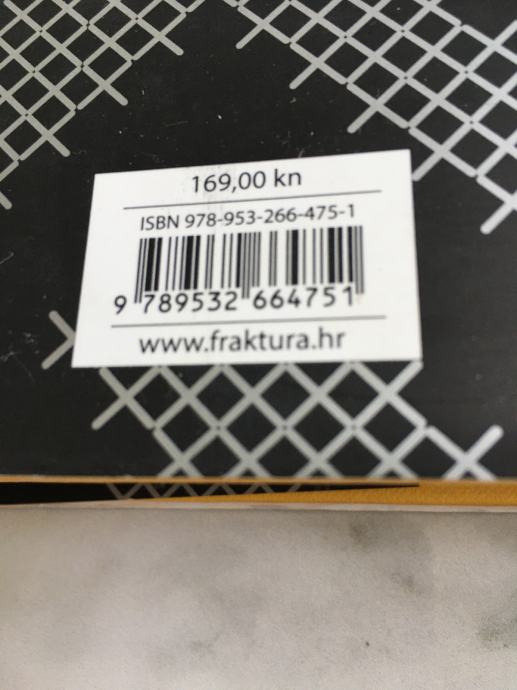 169,00 kn
ISBN 978-953-266-475-1
9 789532 664751
www.fraktura.hr